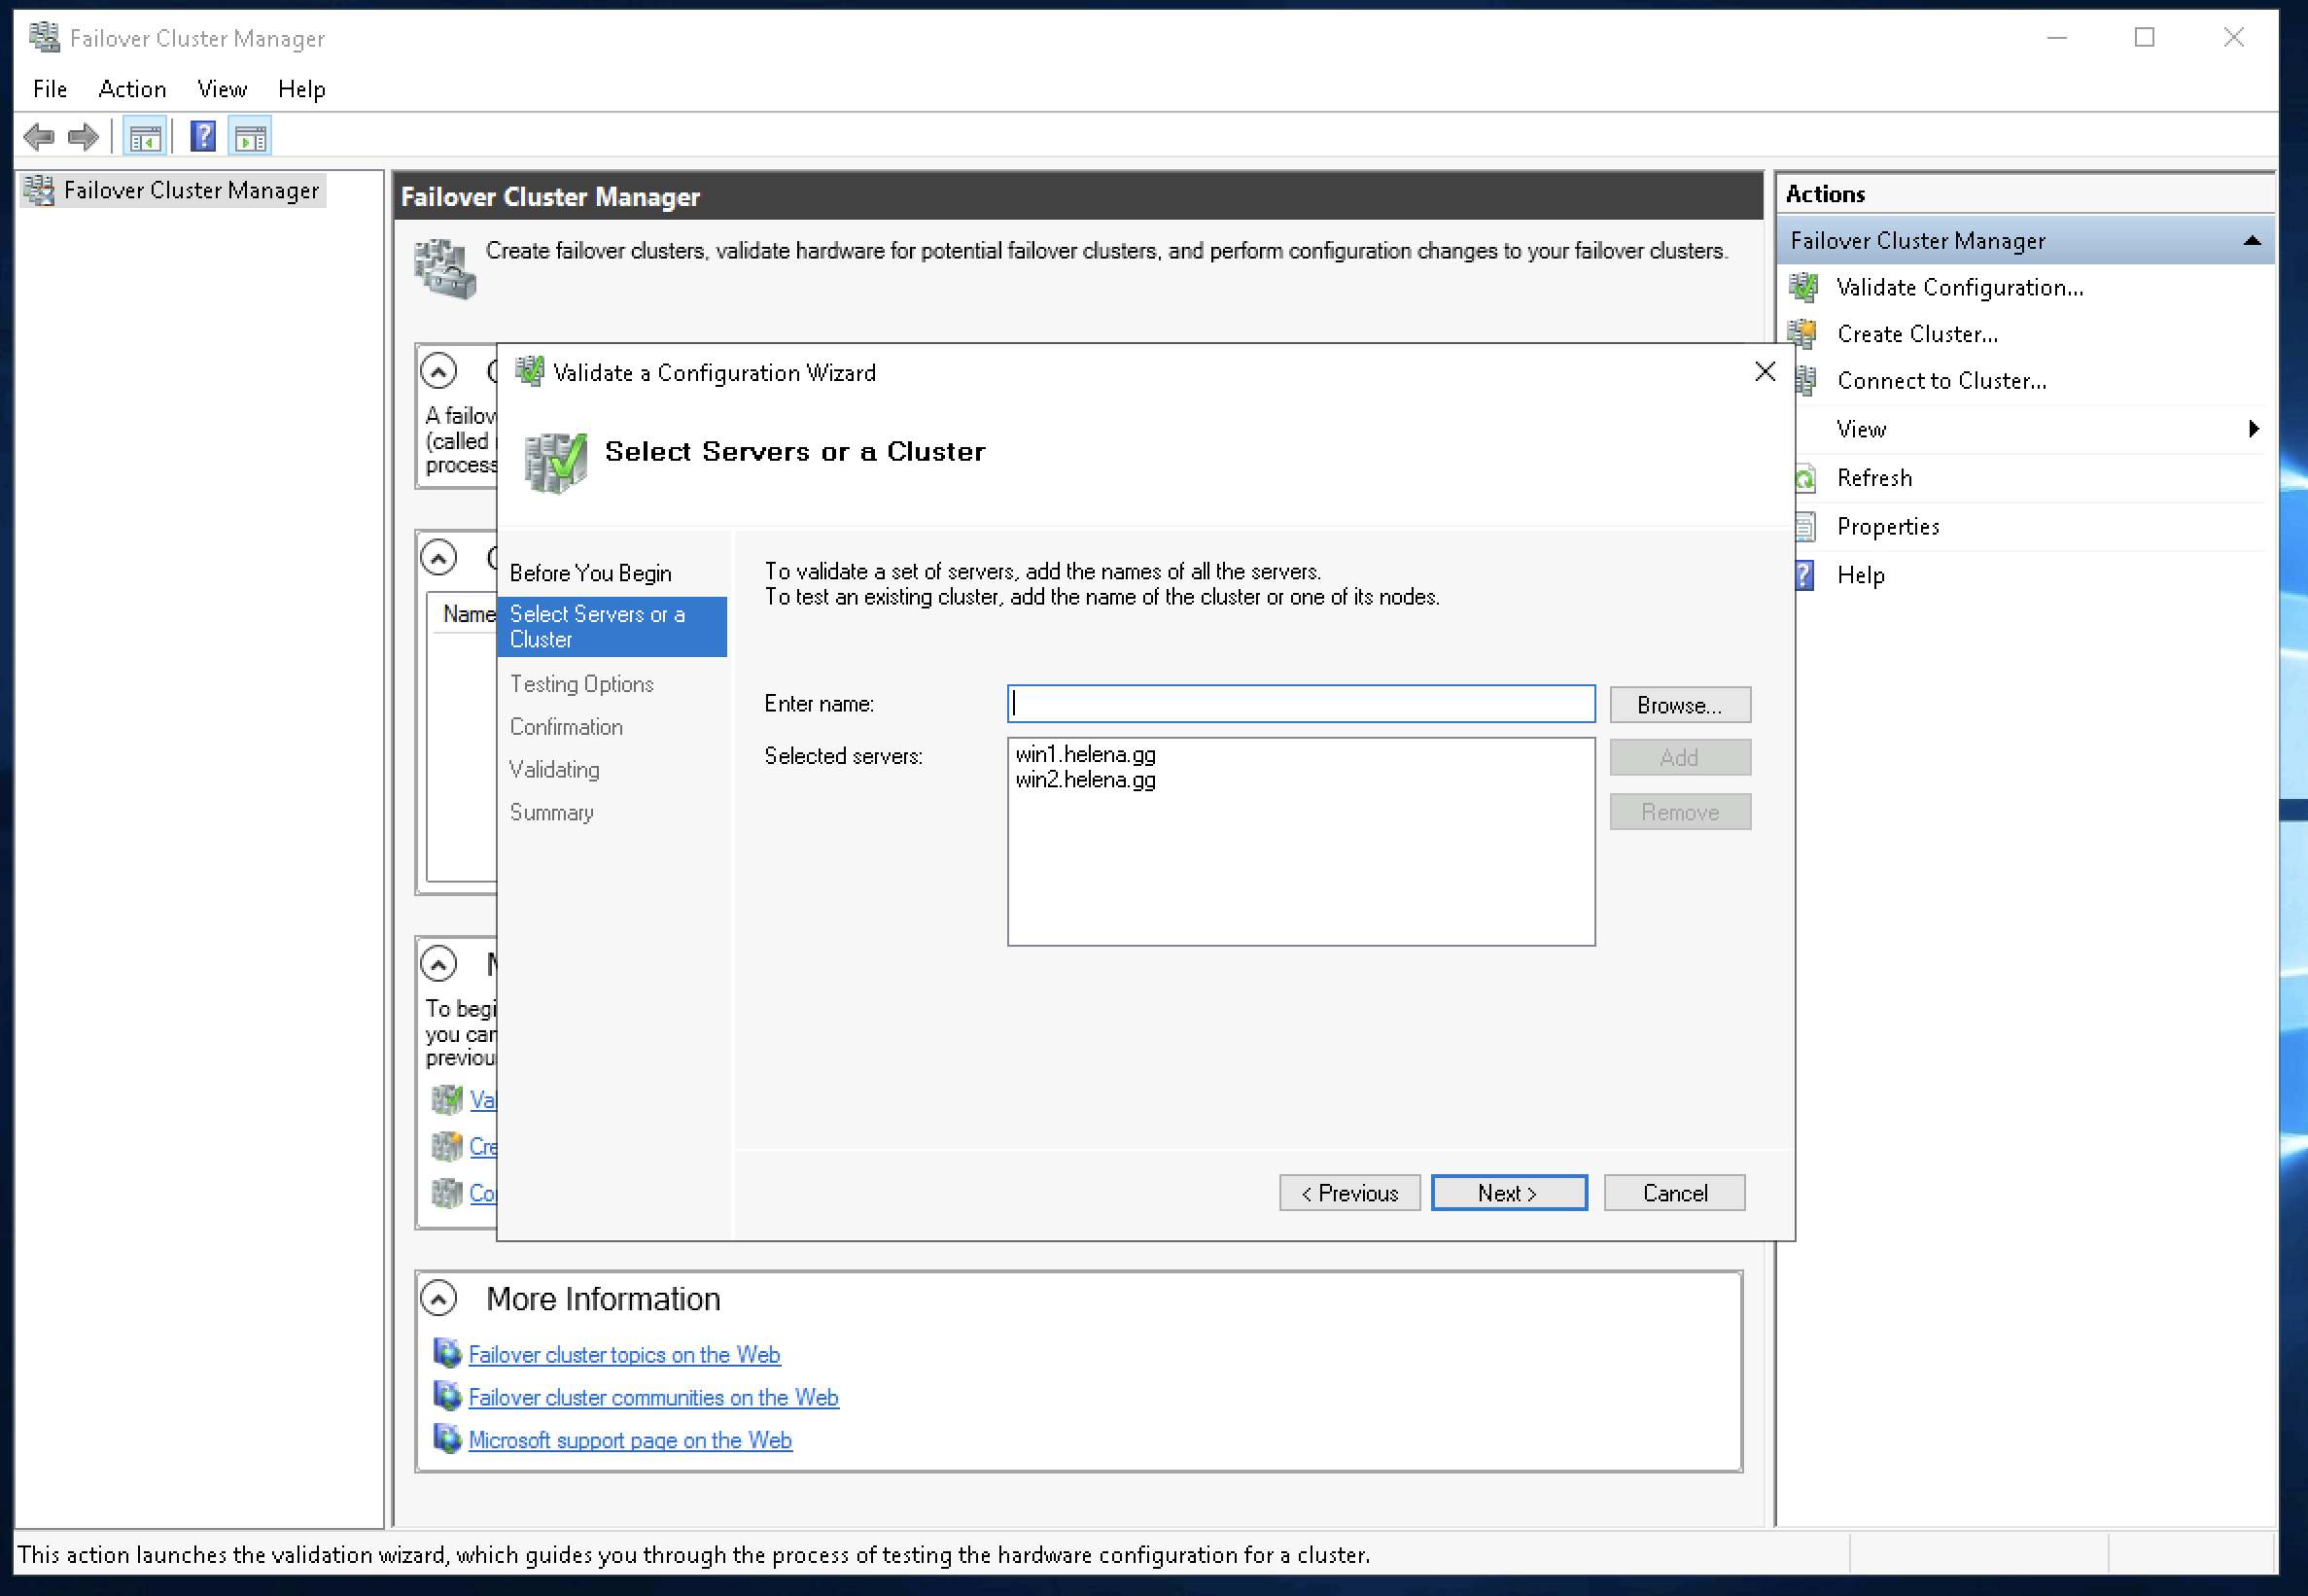 Failover Cluster Manager
File Action View Help
Failover Cluster Manager
Failover Cluster Manager
Create failover clusters, validate hardware for potential failover clusters, and perform configuration changes to your failover clusters.
A failov
(called
process
Name
To begi
you can
previou
Val
Cre
Co
Validate a Configuration Wizard
Select Servers or a Cluster
Before You Begin
Select Servers or a
Cluster
Testing Options
Confirmation
Validating
Summary
To validate a set of servers, add the names of all the servers.
To test an existing cluster, add the name of the cluster or one of its nodes.
Enter name:
Browse...
Selected servers:
win1.helena.gg
win2.helena.gg
Add
Remove
< Previous
Next >
Cancel
More Information
Failover cluster topics on the Web
Failover cluster communities on the Web
Microsoft support page on the Web
Actions
Failover Cluster Manager
Validate Configuration...
Create Cluster...
Connect to Cluster...
View
Refresh
Properties
Help
This action launches the validation wizard, which guides you through the process of testing the hardware configuration for a cluster.